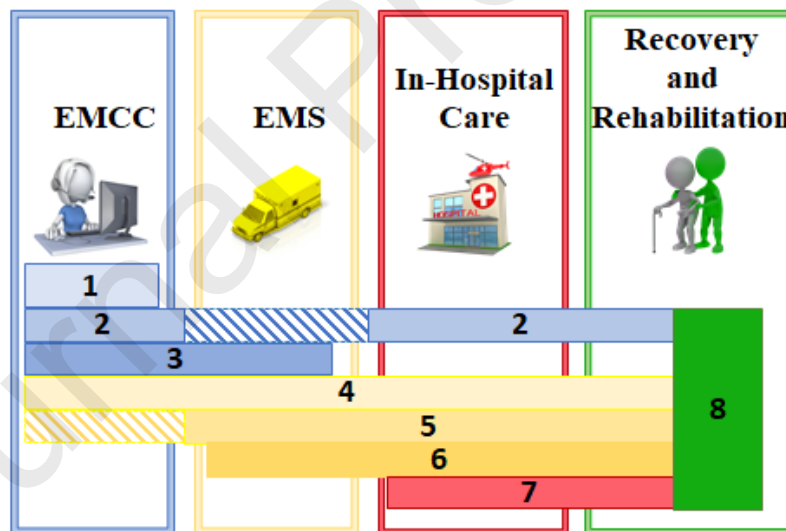 EMCC
EMS
In-Hospital
Care
Recovery
and
Rehabilitation
HOSPITAL
1
2
2
3
4
5
6
7
8